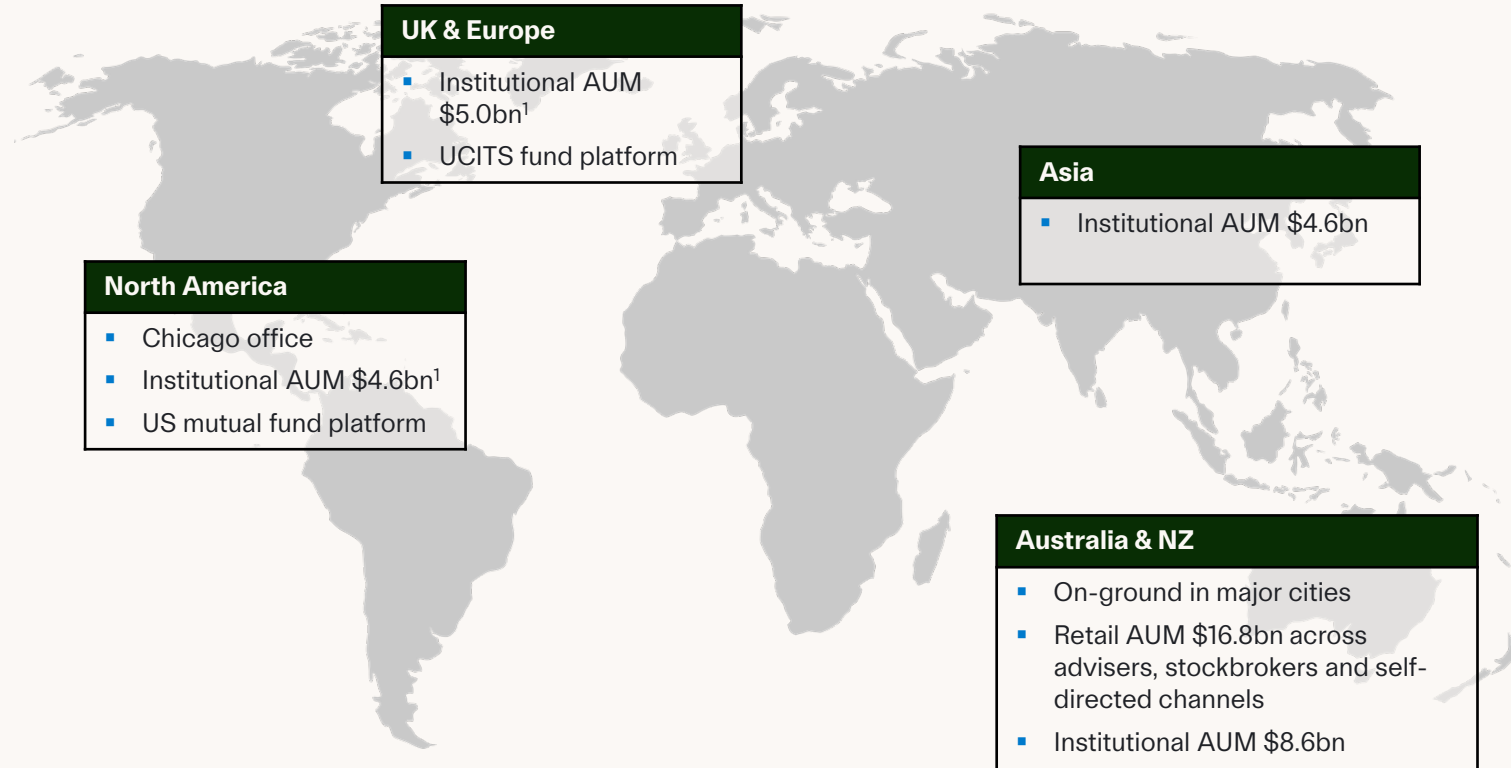 UK & Europe
▪ Institutional AUM
$5.0bn¹
▪ UCITS fund platform
Asia
▪ Institutional AUM $4.6bn
North America
▪ Chicago office
▪ Institutional AUM $4.6bn¹
▪ US mutual fund platform
Australia & NZ
▪ On-ground in major cities
▪ Retail AUM $16.8bn across
advisers, stockbrokers and self-
directed channels
▪ Institutional AUM $8.6bn